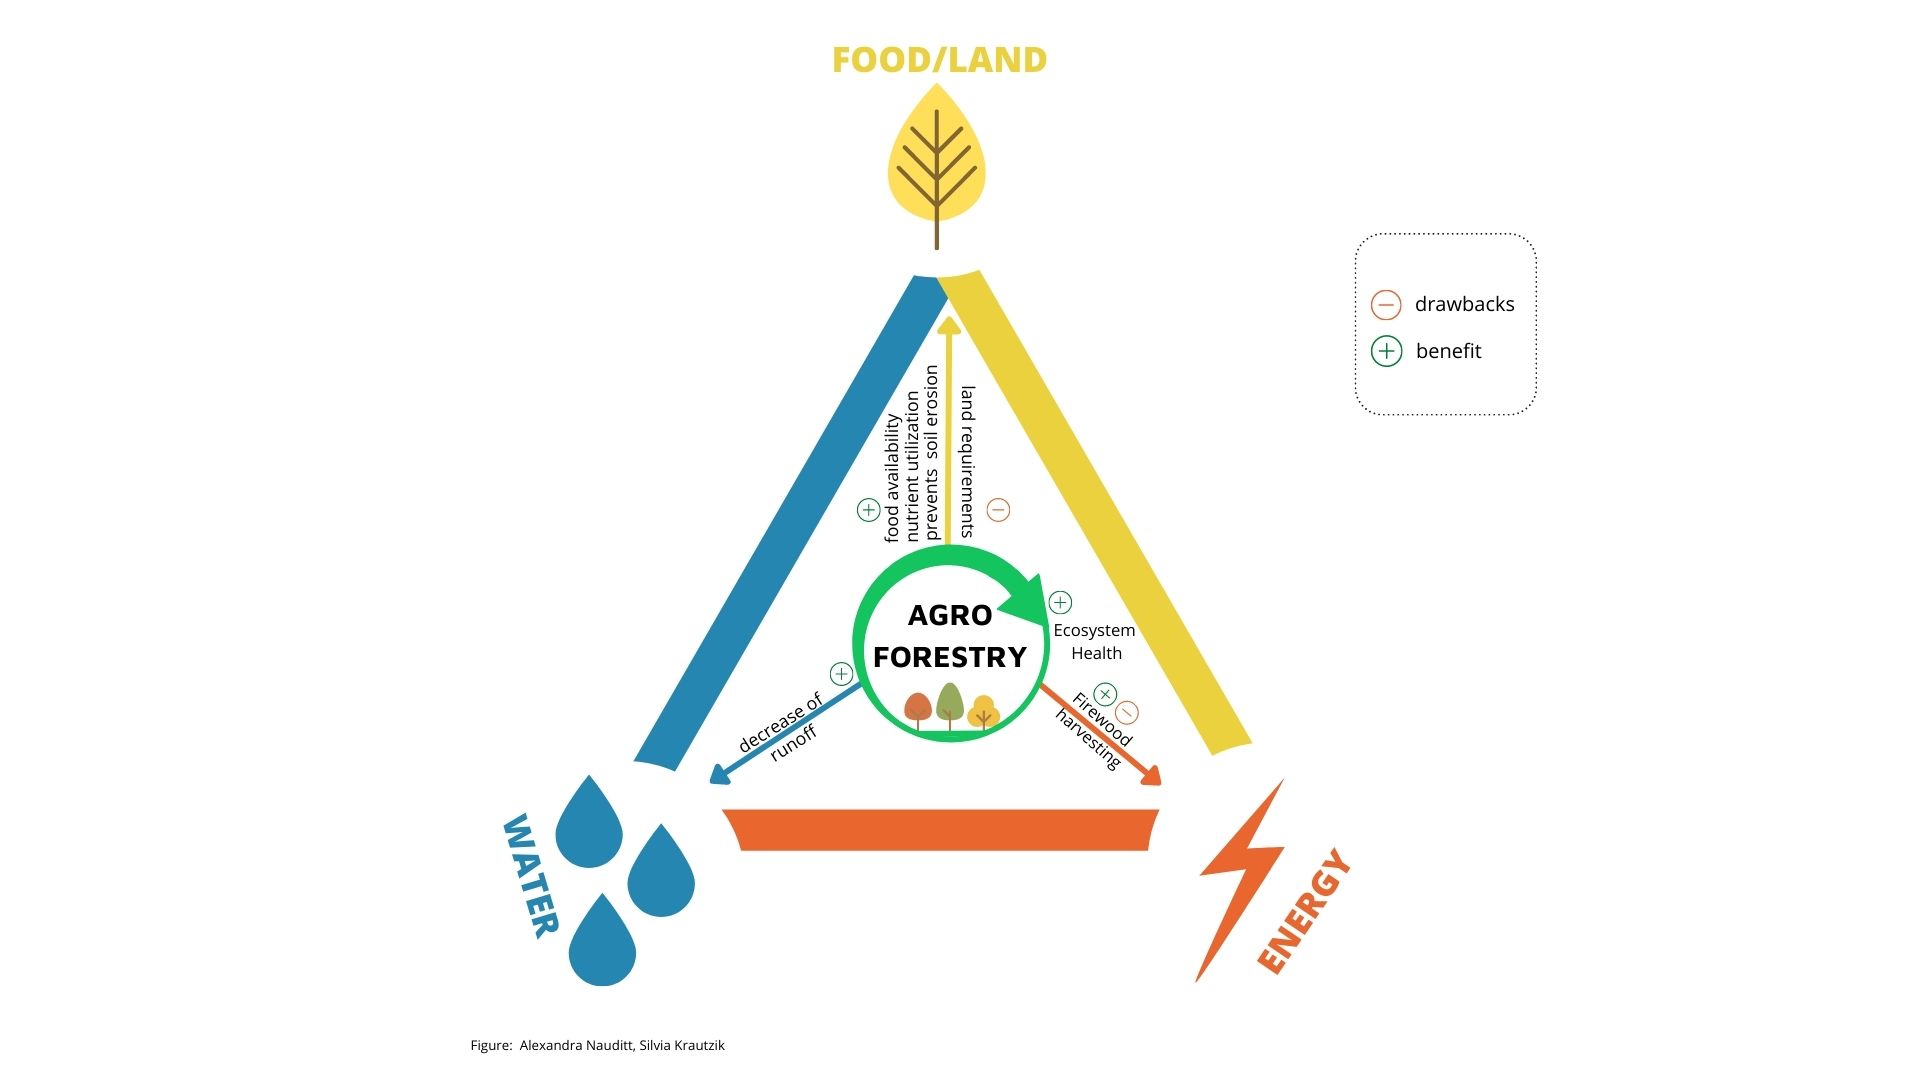 FOOD/LAND
drawbacks
benefit
food availability
nutrient utilization
prevents soil erosion
land requirements
AGRO
FORESTRY
Ecosystem
Health
decrease of
runoff
Firewood
harvesting
WATER
ENERGY
Figure: Alexandra Nauditt, Silvia Krautzik